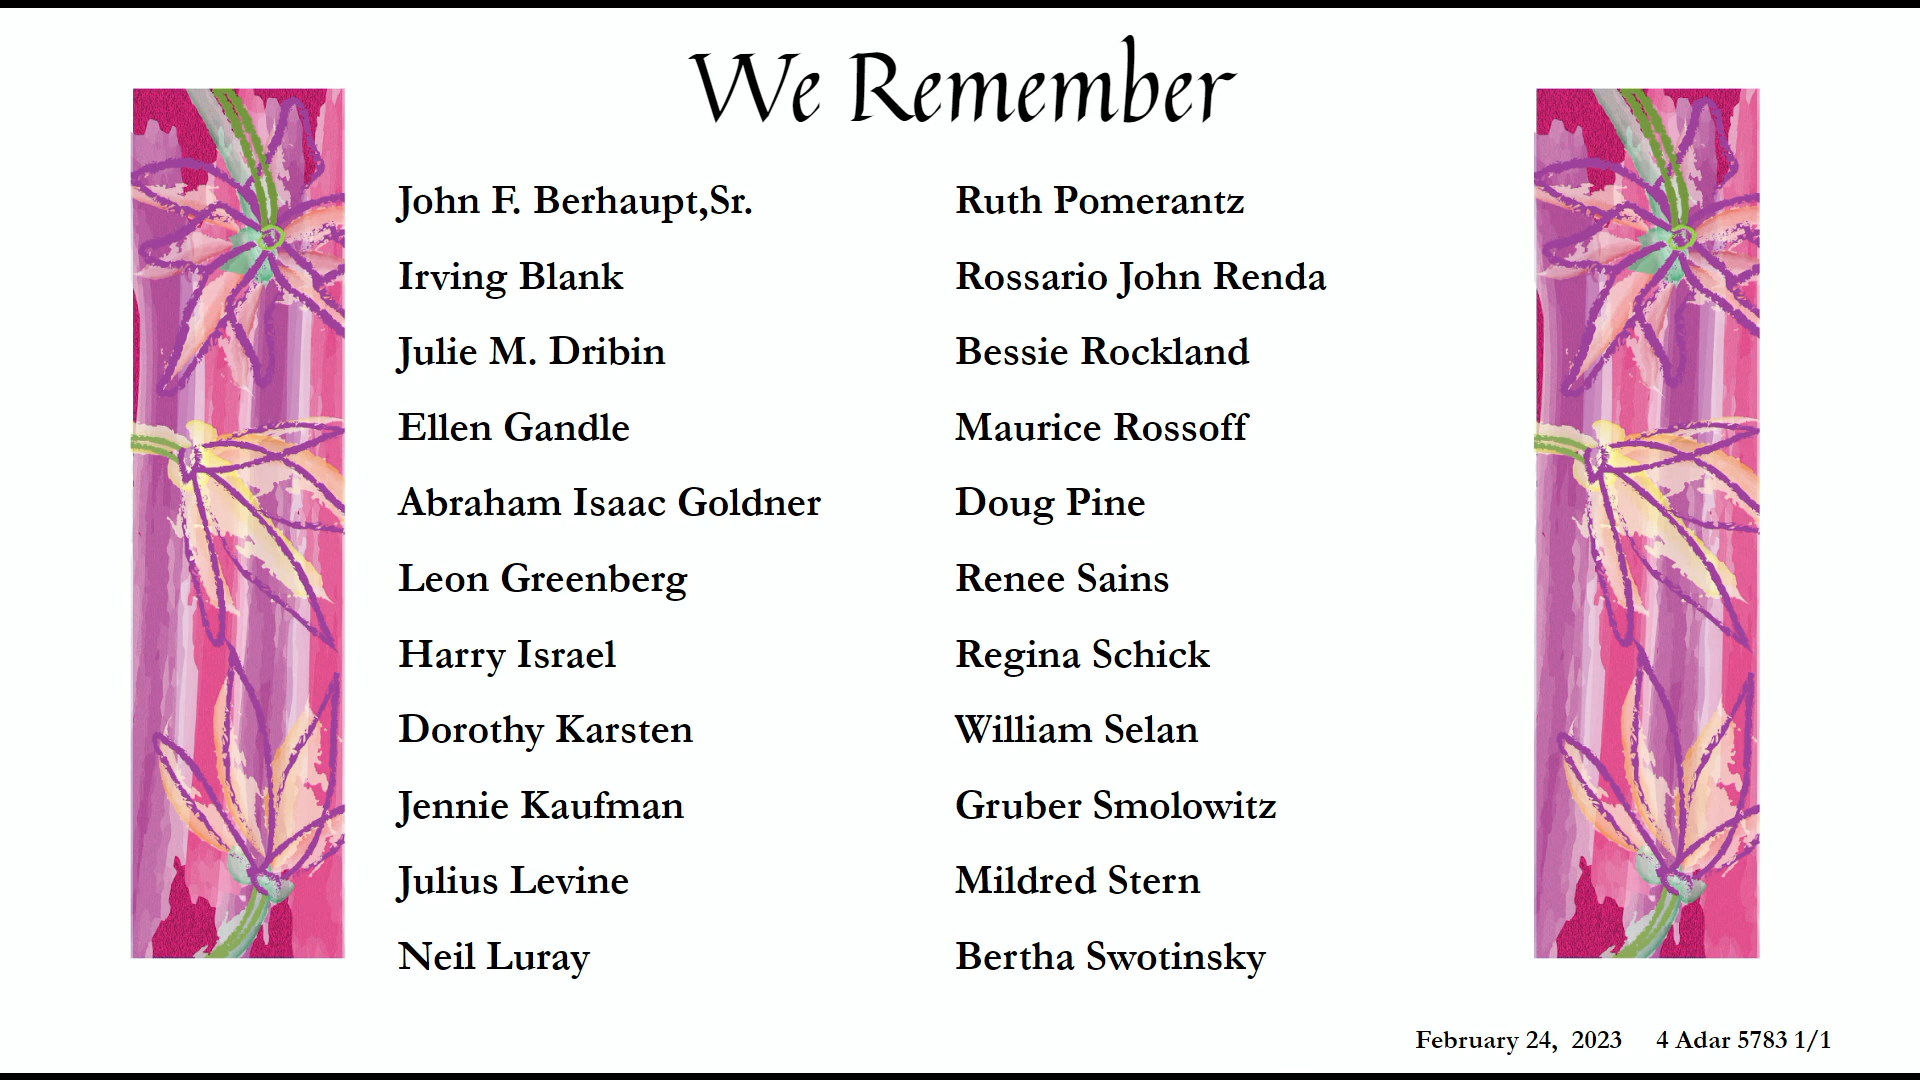 We Remember
John F. Berhaupt,Sr.
Irving Blank
Julie M. Dribin
Ellen Gandle
Abraham Isaac Goldner
Leon Greenberg
Harry Israel
Dorothy Karsten
Jennie Kaufman
Julius Levine
Neil Luray
Ruth Pomerantz
Rossario John Renda
Bessie Rockland
Maurice Rossoff
Doug Pine
Renee Sains
Regina Schick
William Selan
Gruber Smolowitz
Mildred Stern
Bertha Swotinsky
February 24, 2023 4 Adar 5783 1/1